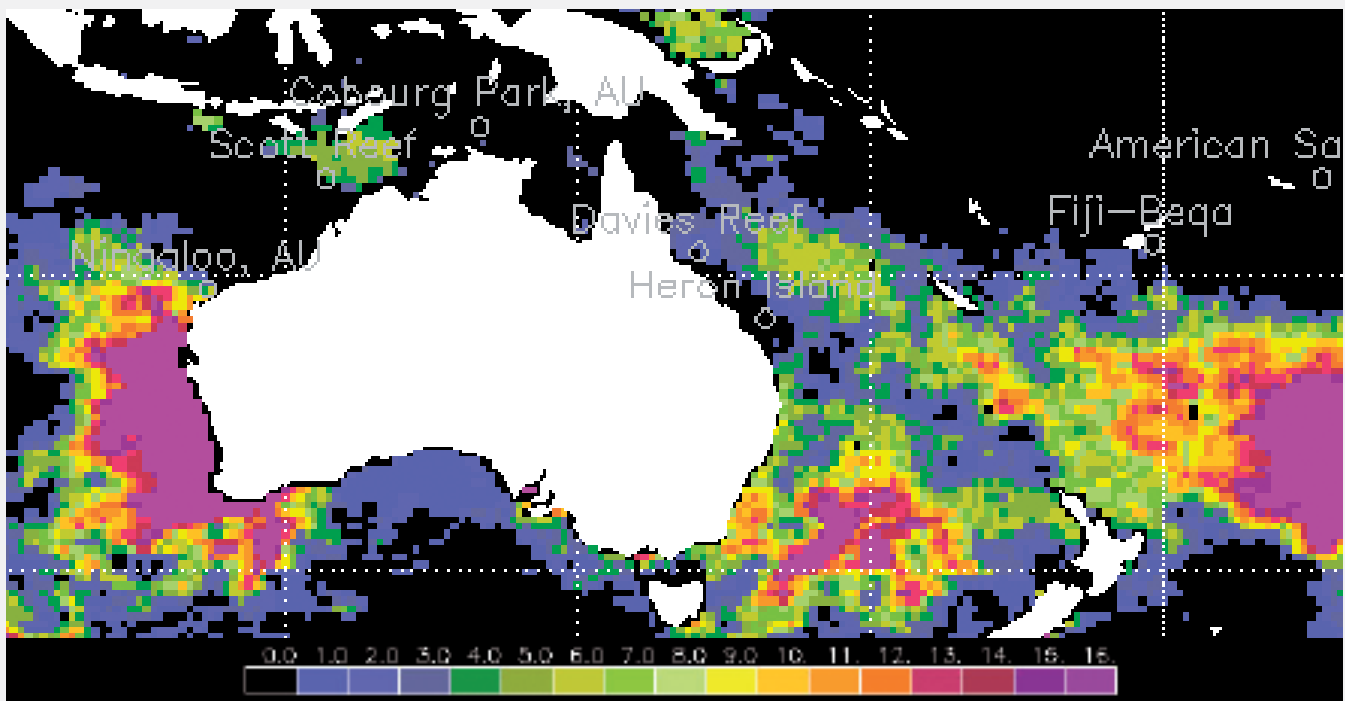 Cobourg Park, AU
Scott Reef
American Sa
Davies Reef
Fiji-Beqa
Ningaloo, AU
Heron Island
0.0 1.0 2.0 3.0 4.0 5.0 6.0 7.0 8.0 9.0 10. 11. 12. 13. 14. 15. 16.